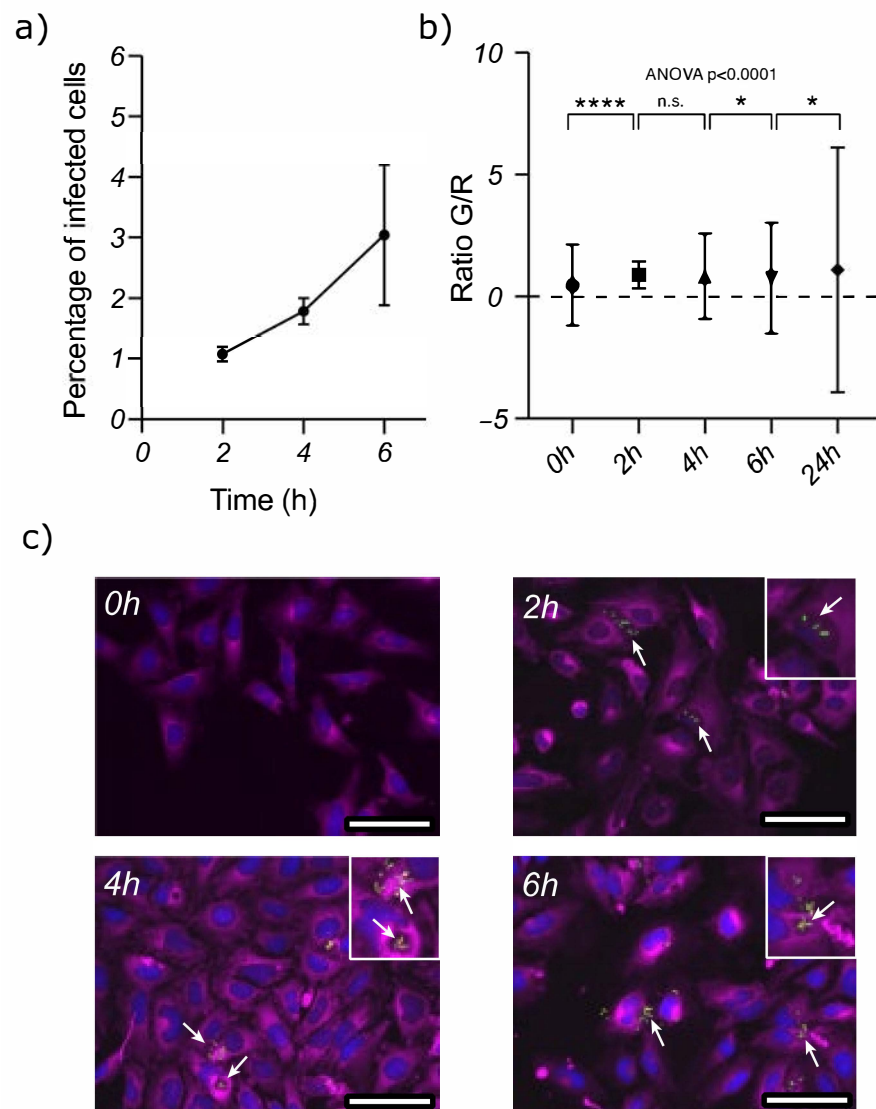 a)
Percentage of infected cells
6
5
4
3
2
1
0
0 2 4 6
Time (h)
b)
Ratio G/R
10
5
0
−5
ANOVA p<0.0001
**** n.s. * *
0h 2h 4h 6h 24h
c)
0h
2h
4h
6h